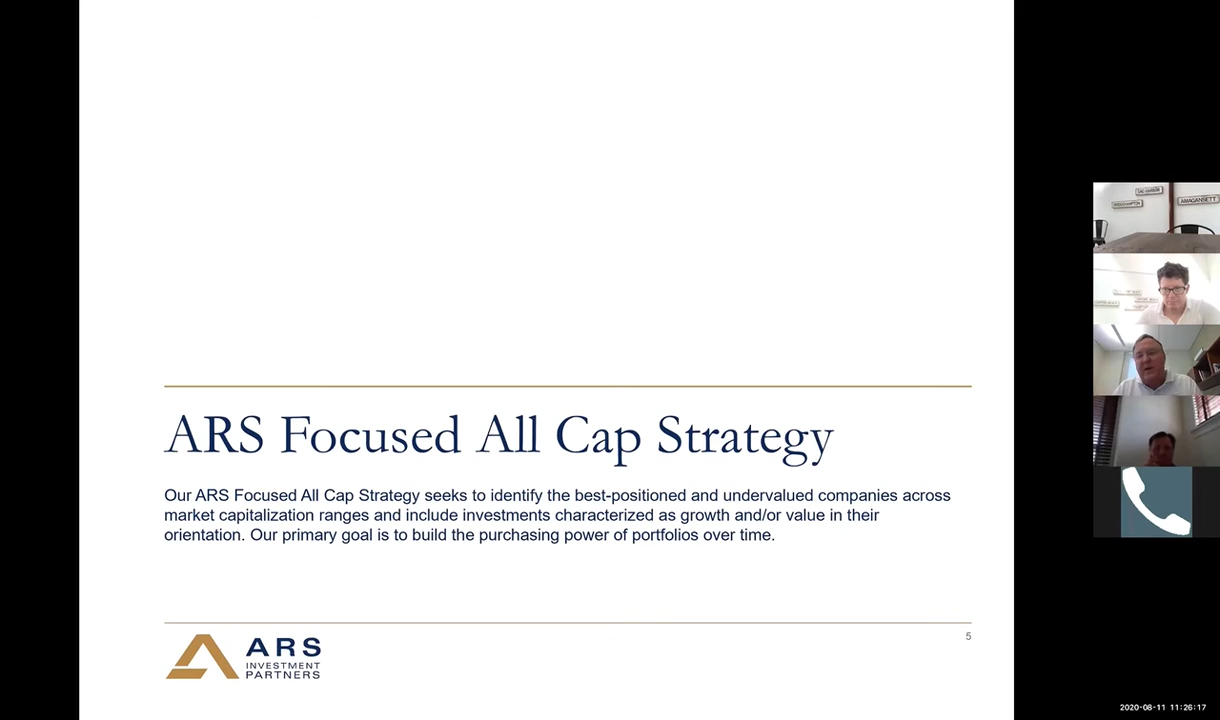 ARS Focused All Cap Strategy
Our ARS Focused All Cap Strategy seeks to identify the best-positioned and undervalued companies across
market capitalization ranges and include investments characterized as growth and/or value in their
orientation. Our primary goal is to build the purchasing power of portfolios over time.
ARS
INVESTMENT
PARTNERS
5
SAG HARBOR
BRIDGEHAMPTON
AMAGANSETT
2020-08-11 11:26:17